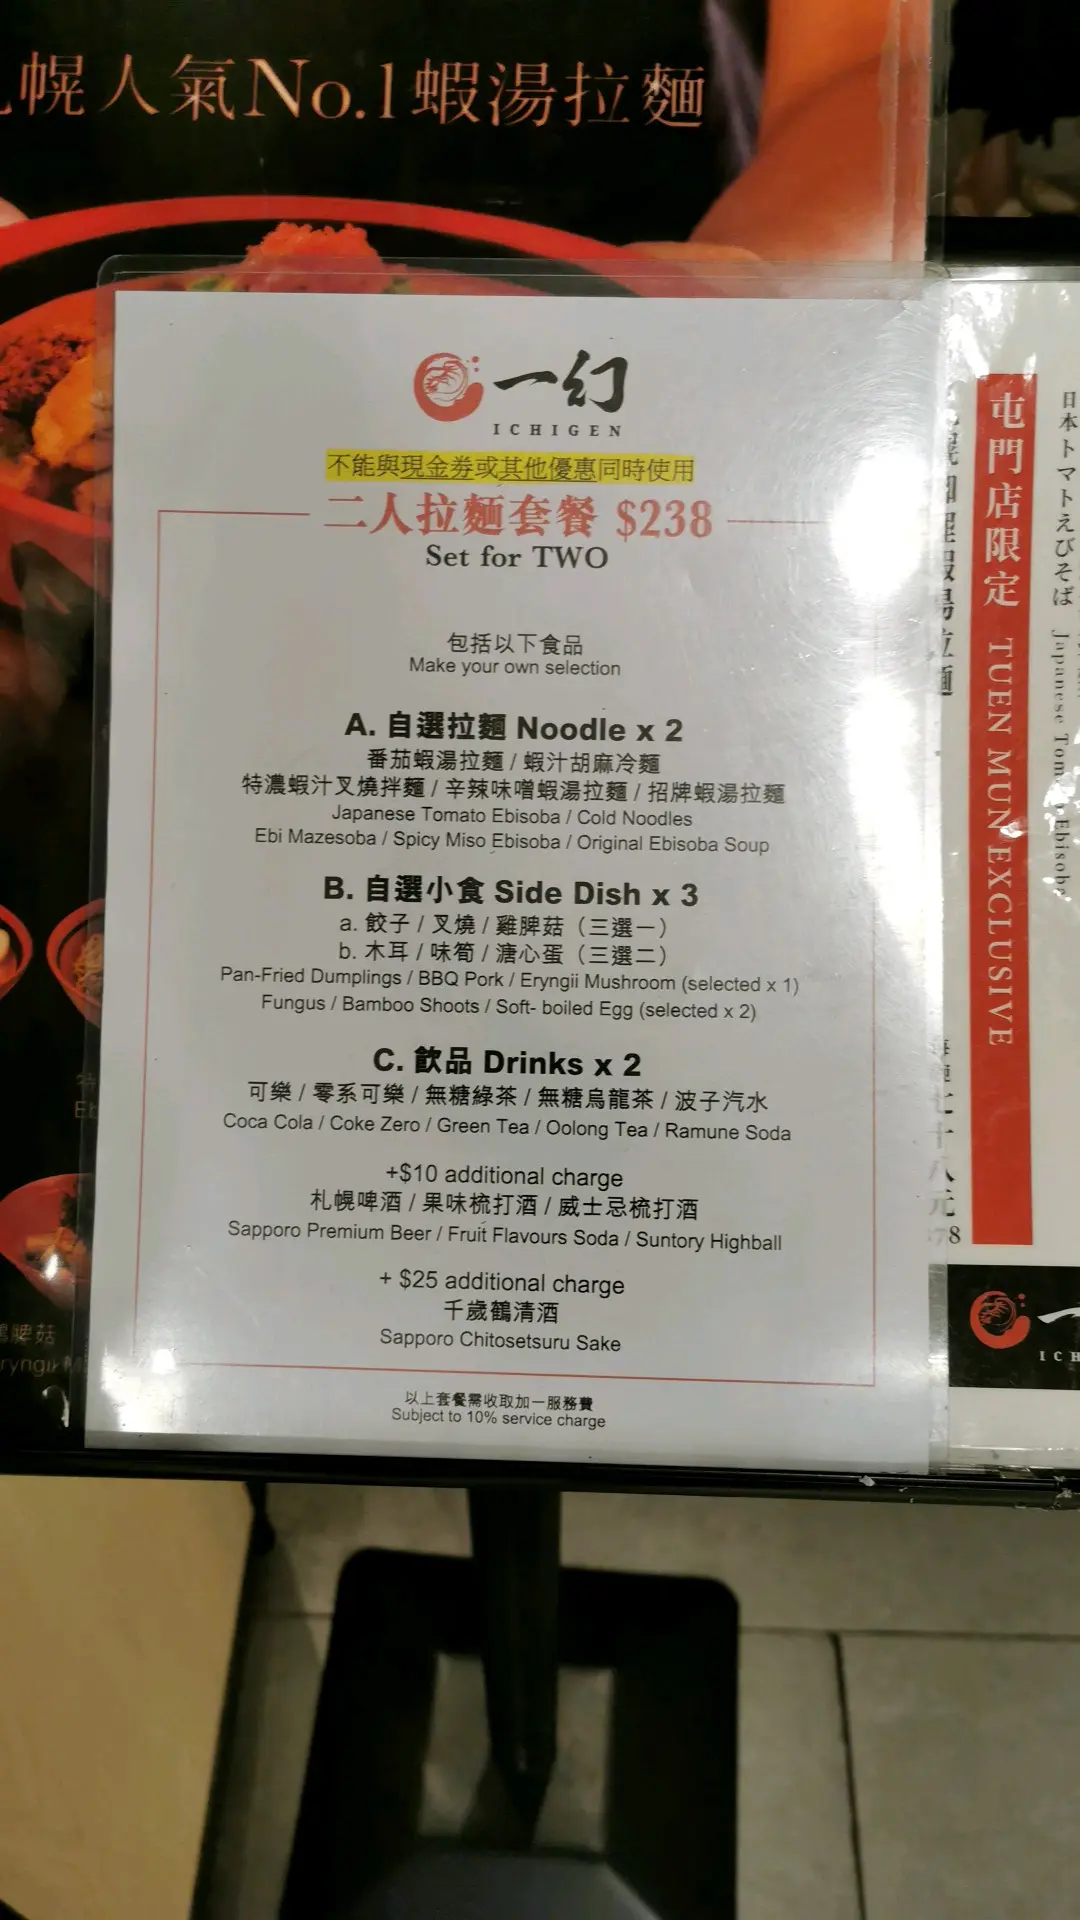 幌人氣No.1蝦湯拉麵
一幻
ICHIGEN
不能與現金券或其他優惠同時使用
二人拉麵套餐 $238
Set for TWO
包括以下食品
Make your own selection
A. 自選拉麵 Noodle x 2
番茄蝦湯拉麵 / 蝦汁胡麻冷麵
特濃蝦汁叉燒拌麵 / 辛辣味噌蝦湯拉麵 / 招牌蝦湯拉麵
Japanese Tomato Ebisoba / Cold Noodles
Ebi Mazesoba / Spicy Miso Ebisoba / Original Ebisoba Soup
B. 自選小食 Side Dish x 3
a. 餃子 / 叉燒 / 雞脾菇（三選一）
b. 木耳 / 味筍 / 溏心蛋（三選二）
Pan-Fried Dumplings / BBQ Pork / Eryngii Mushroom (selected x 1)
Fungus / Bamboo Shoots / Soft- boiled Egg (selected x 2)
C. 飲品 Drinks x 2
可樂 / 零系可樂 / 無糖綠茶 / 無糖烏龍茶 / 波子汽水
Coca Cola / Coke Zero / Green Tea / Oolong Tea / Ramune Soda
+$10 additional charge
札幌啤酒 / 果味梳打酒 / 威士忌梳打酒
Sapporo Premium Beer / Fruit Flavours Soda / Suntory Highball
+ $25 additional charge
千歲鶴清酒
Sapporo Chitosetsuru Sake
以上套餐需收取加一服務費
Subject to 10% service charge
屯門店限定 TUEN MUN EXCLUSIVE
日本トマトえびそば Japanese Tomato Ebisoba
七十八元
78
脾菇
一
ICH